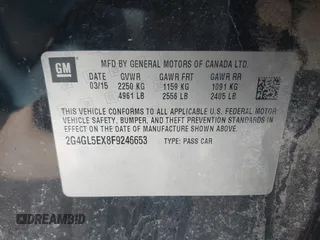 GM
MFD BY GENERAL MOTORS OF CANADA LTD.
DATE GVWR GAWR FRT GAWR RR
03/15 2250 KG 1159 KG 1091 KG
4961 LB 2556 LB 2405 LB
THIS VEHICLE CONFORMS TO ALL APPLICABLE U.S. FEDERAL MOTOR
VEHICLE SAFETY, BUMPER, AND THEFT PREVENTION STANDARDS IN
EFFECT ON THE DATE OF MANUFACTURE SHOWN ABOVE.
2G4GL5EX8F9246653 TYPE: PASS CAR
DREAMBID